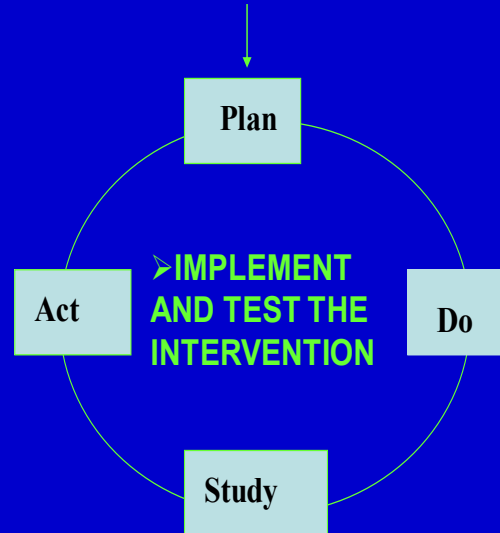 Plan
➢IMPLEMENT
AND TEST THE
INTERVENTION
Act
Do
Study